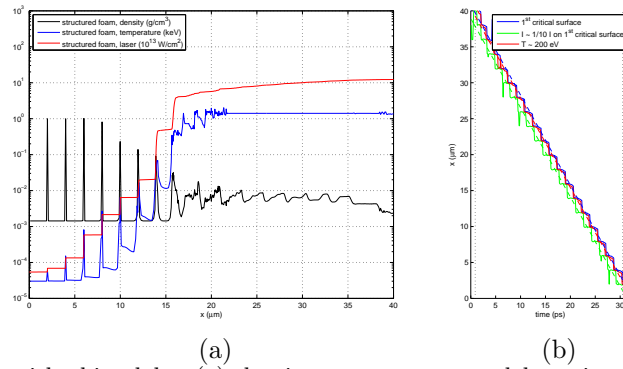 structured foam, density (g/cm³)
structured foam, temperature (keV)
structured foam, laser (10¹³ W/cm²)
10²
10¹
10⁰
10⁻¹
10⁻²
10⁻³
10⁻⁴
10⁻⁵
0 5 10 15 20 25 30 35 40
x (μm)
(a)
1ˢᵗ critical surface
I ~ 1/10 I on 1ˢᵗ critical surface
T ~ 200 eV
40
35
30
25
20
15
10
5
0
x (μm)
0 5 10 15 20 25 30
time (ps)
(b)